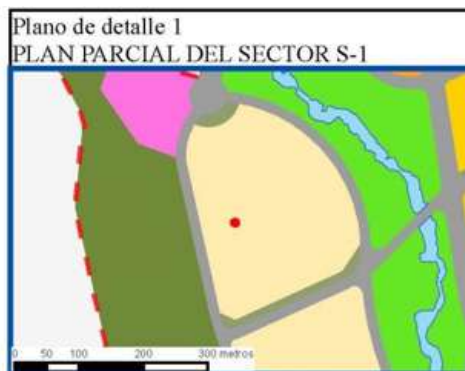 Plano de detalle 1
PLAN PARCIAL DEL SECTOR S-1
0 50 100 200 300 metros